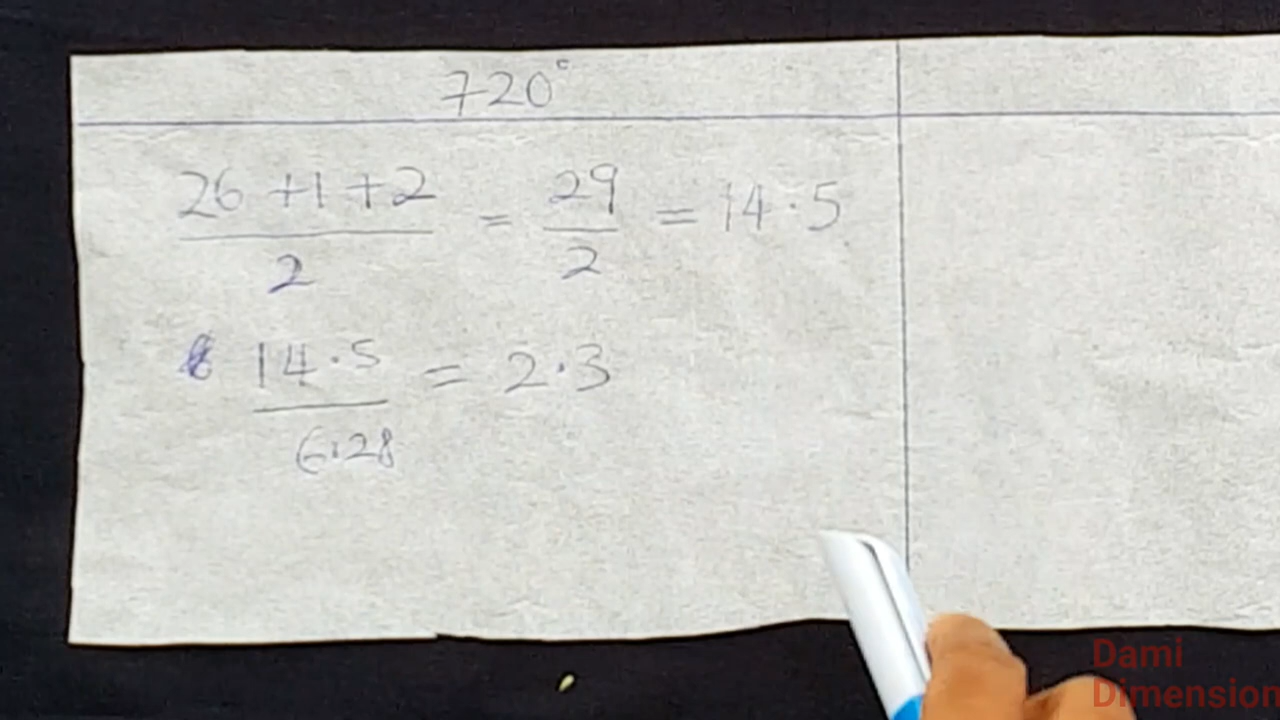 720°
26 +1 +2 / 2 = 29 / 2 = 14.5
14.5 / 6.28 = 2.3
Dami
Dimension